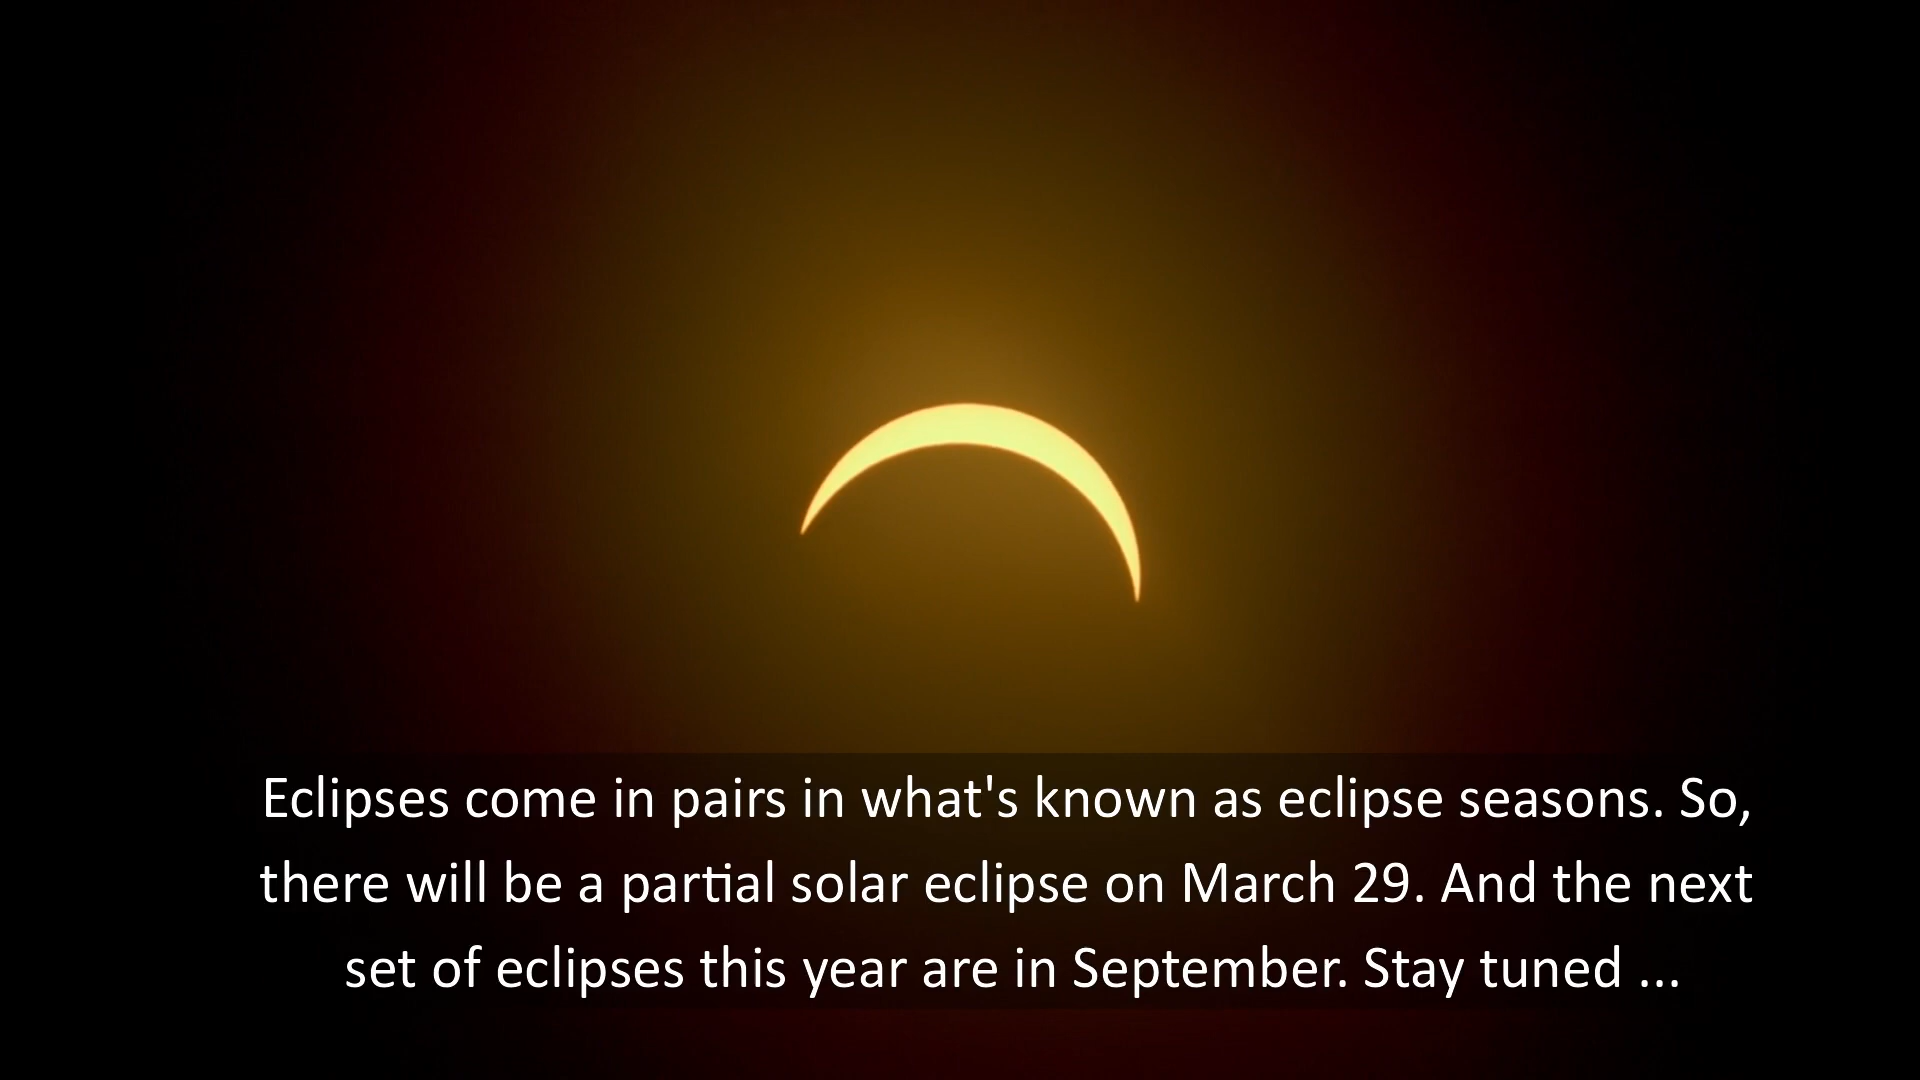 Eclipses come in pairs in what's known as eclipse seasons. So,
there will be a partial solar eclipse on March 29. And the next
set of eclipses this year are in September. Stay tuned ...